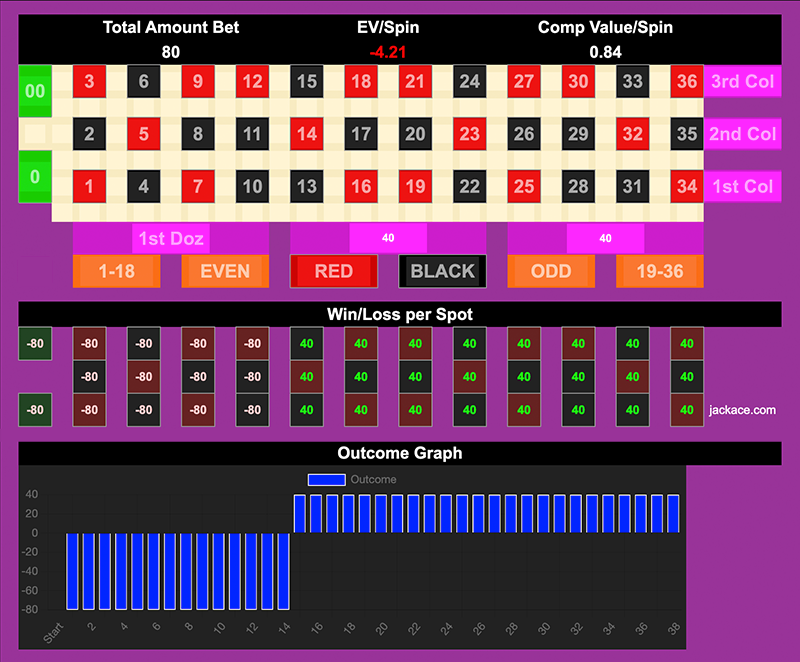 Total Amount Bet EV/Spin Comp Value/Spin
80 -4.21 0.84
00 3 6 9 12 15 18 21 24 27 30 33 36 3rd Col
2 5 8 11 14 17 20 23 26 29 32 35 2nd Col
0 1 4 7 10 13 16 19 22 25 28 31 34 1st Col
1st Doz 40 40
1-18 EVEN RED BLACK ODD 19-36
Win/Loss per Spot
-80 -80 -80 -80 -80 40 40 40 40 40 40 40 40
-80 -80 -80 -80 40 40 40 40 40 40 40 40
-80 -80 -80 -80 -80 40 40 40 40 40 40 40 40 jackace.com
Outcome Graph
Outcome
40
20
0
-20
-40
-60
-80
Start 2 4 6 8 10 12 14 16 18 20 22 24 26 28 30 32 34 36 38